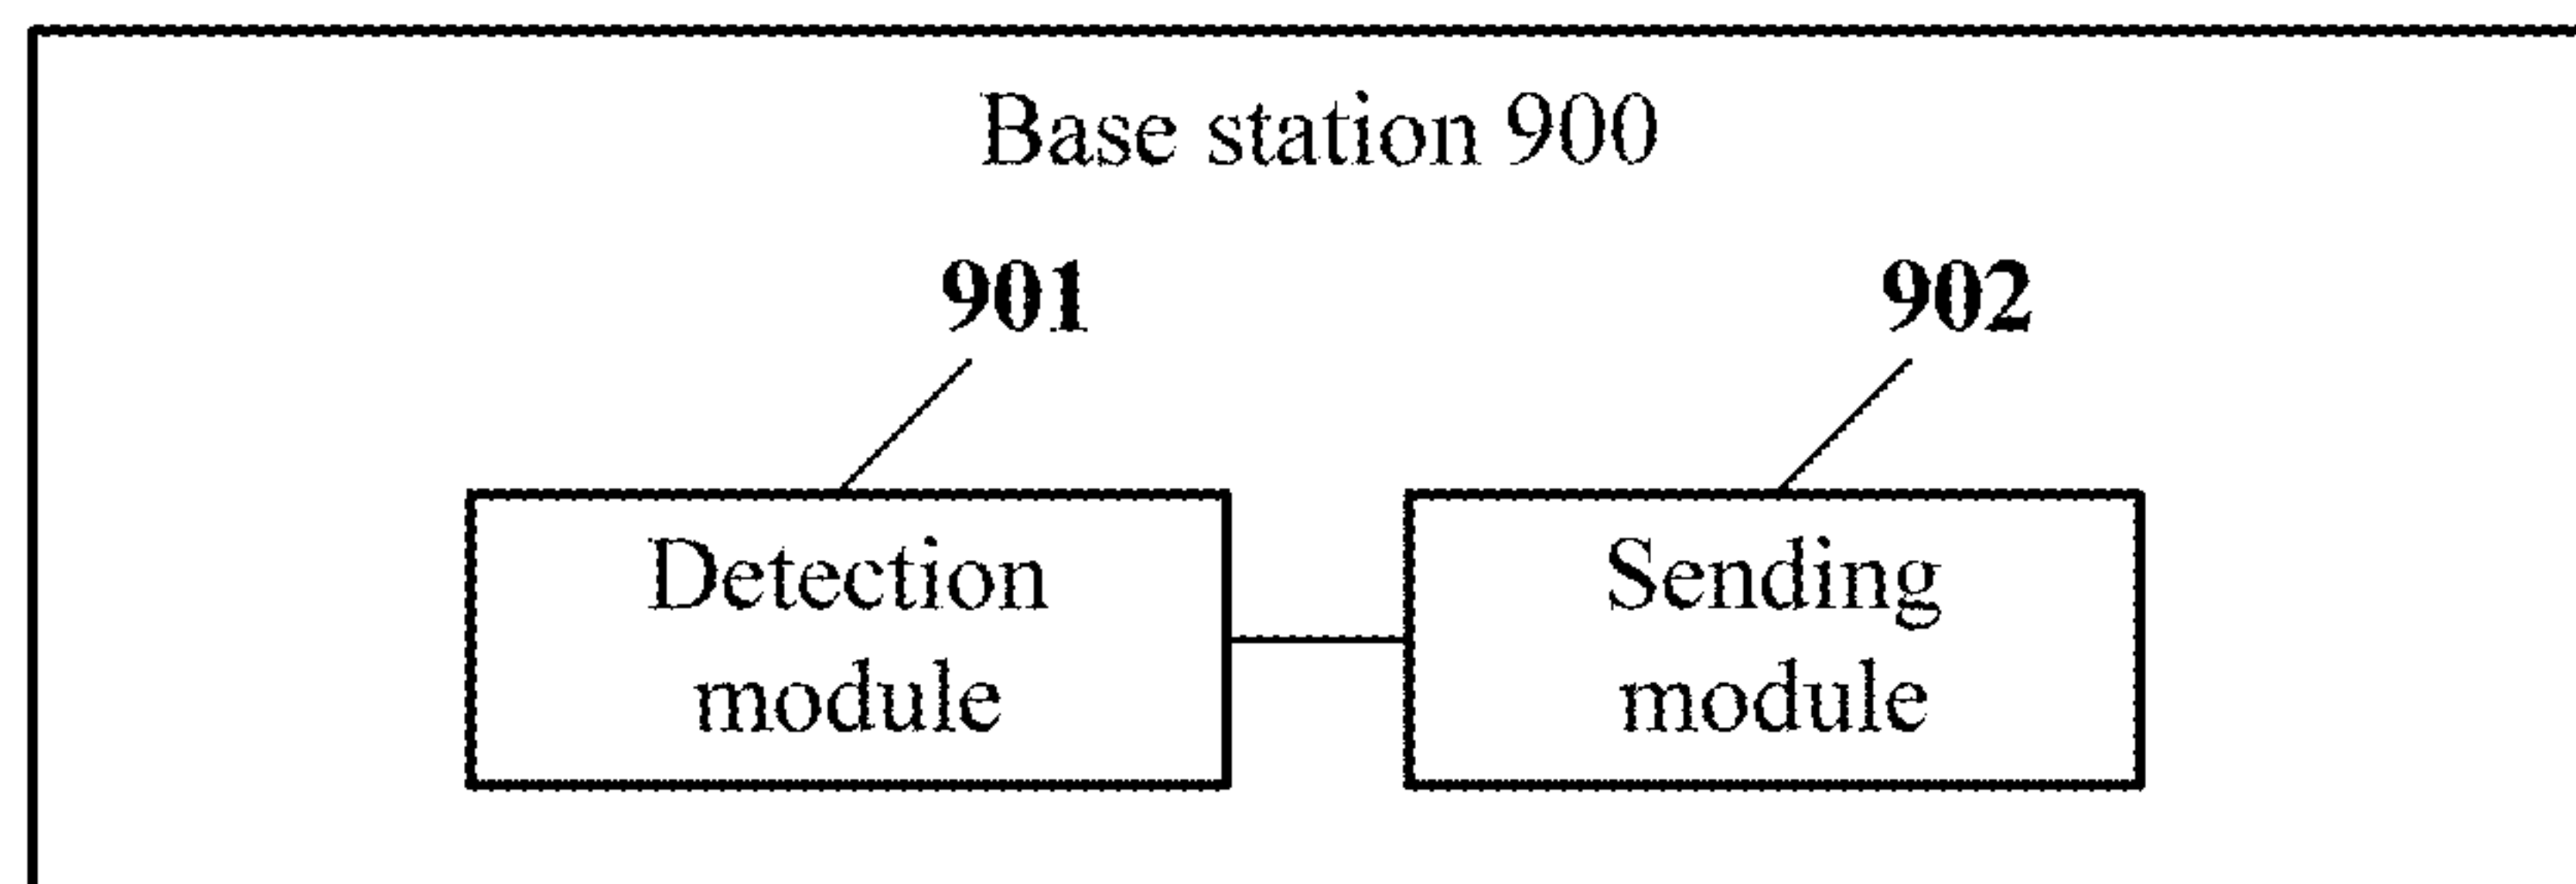 Base station 900
901
902
Detection
module
Sending
module